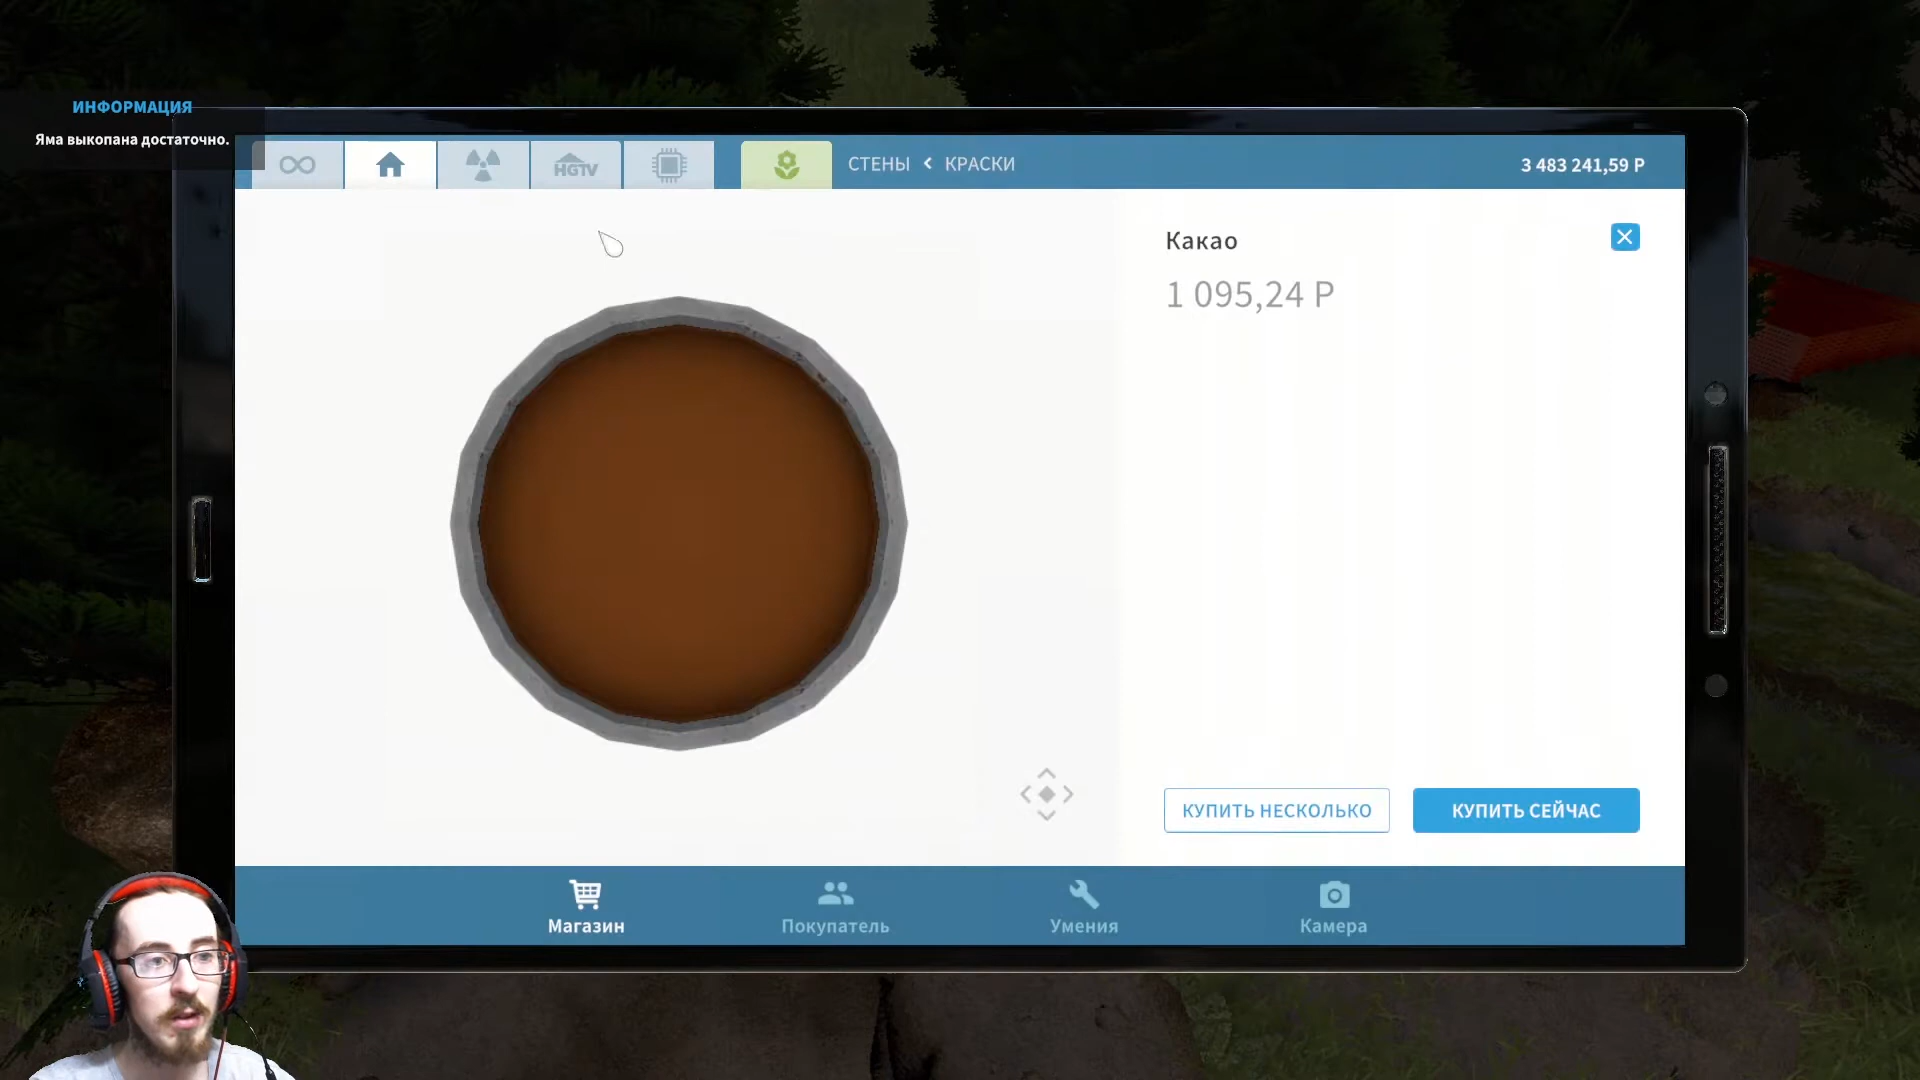 ИНФОРМАЦИЯ
Яма выкопана достаточно.
HGTV
СТЕНЫ < КРАСКИ
3 483 241,59 Р
Какао
1 095,24 Р
КУПИТЬ НЕСКОЛЬКО
КУПИТЬ СЕЙЧАС
Магазин
Покупатель
Умения
Камера